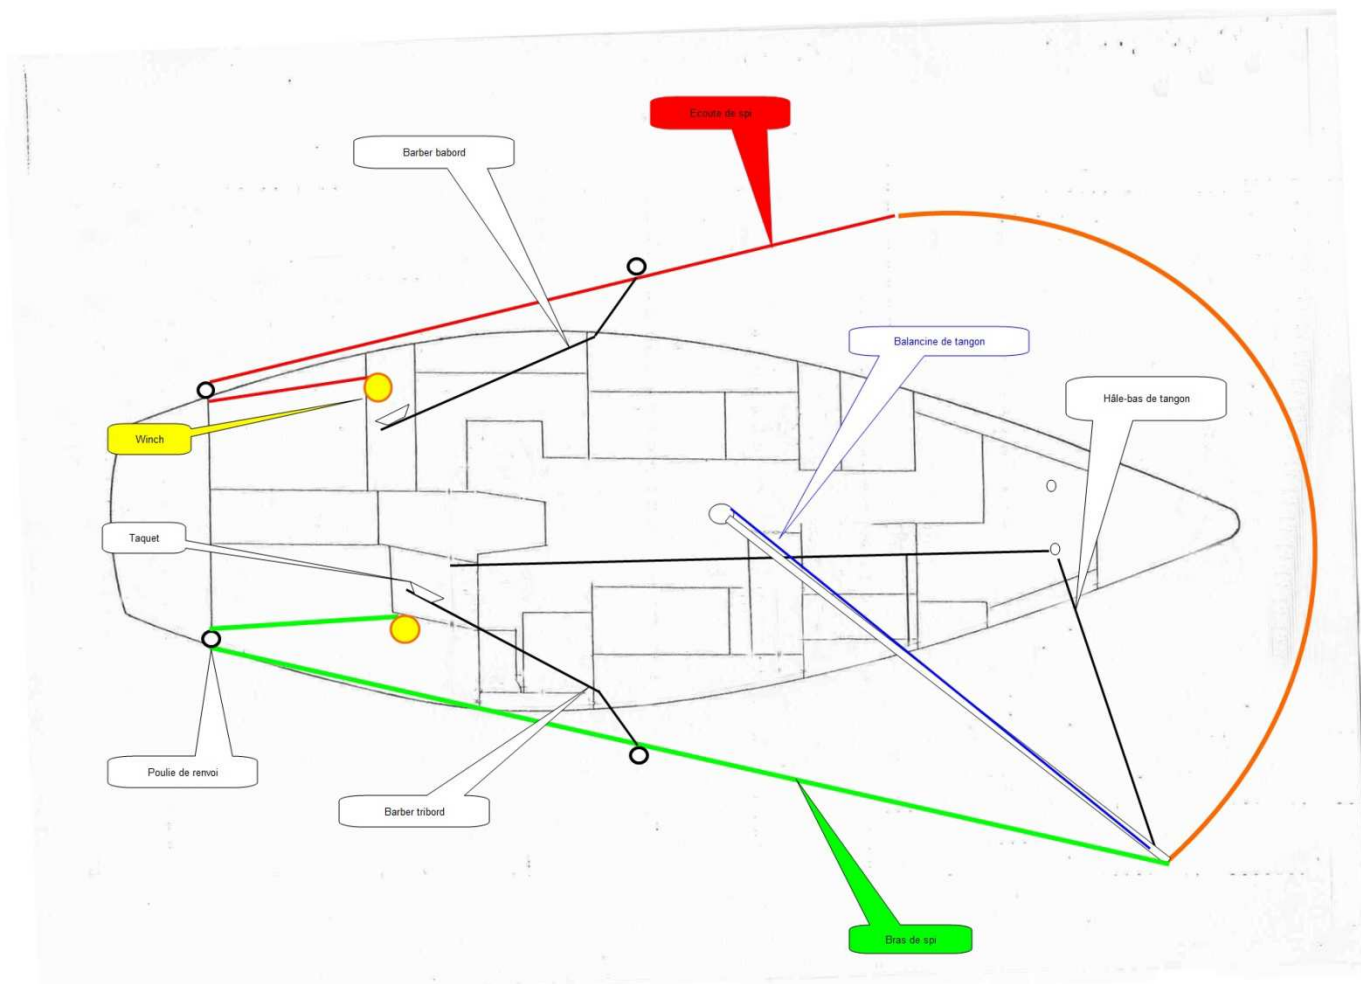 Ecoute de spi
Barber babord
Balancine de tangon
Hâle-bas de tangon
Winch
Taquet
Poulie de renvoi
Barber tribord
Bras de spi